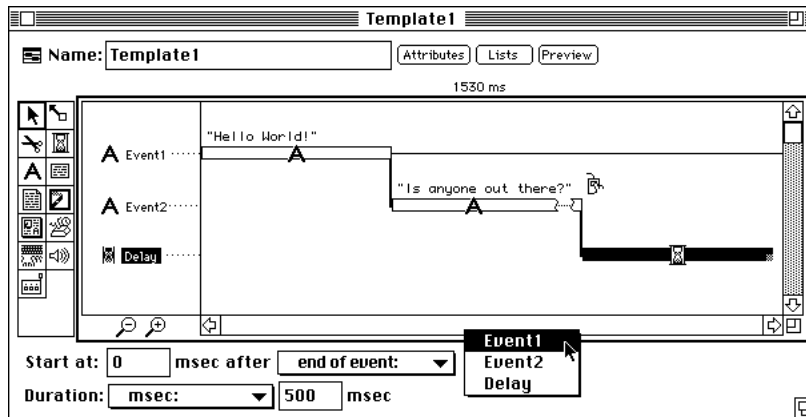 Template1
Name: Template1 Attributes Lists Preview
1530 ms
"Hello World!"
A Event1 A
"Is anyone out there?"
A Event2 A
Delay
A
Event1
Start at: 0 msec after end of event: Event2
Delay
Duration: msec: 500 msec